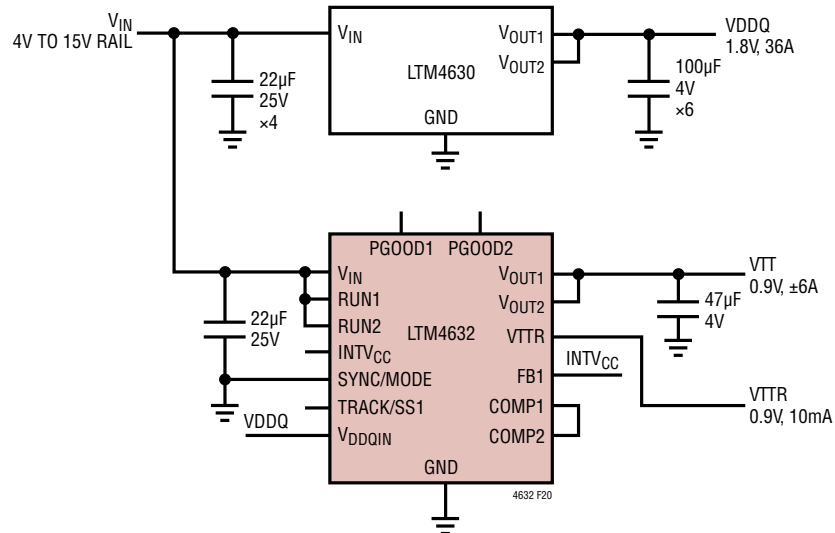 VIN
4V TO 15V RAIL
22µF
25V
×4
VIN
LTM4630
GND
VOUT1
VOUT2
100µF
4V
×6
VDDQ
1.8V, 36A
PGOOD1 PGOOD2
VIN
RUN1
RUN2
INTVCC
SYNC/MODE
TRACK/SS1
VDDQIN
LTM4632
GND
VOUT1
VOUT2
VTTR
FB1
COMP1
COMP2
22µF
25V
VDDQ
INTVCC
47µF
4V
VTT
0.9V, ±6A
VTTR
0.9V, 10mA
4632 F20